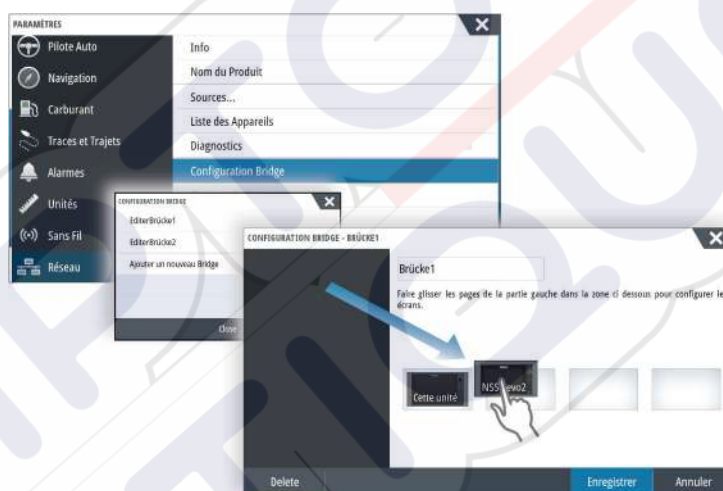 PARAMÈTRES
Pilote Auto
Navigation
Carburant
Traces et Trajets
Alarmes
Unités
Sans Fil
Réseau
Info
Nom du Produit
Sources...
Liste des Appareils
Diagnostics
Configuration Bridge
CONFIGURATION BRIDGE
EditerBrücke1
EditerBrücke2
Ajouter un nouveau Bridge
Close
CONFIGURATION BRIDGE - BRÜCKE1
Brücke1
Faire glisser les pages de la partie gauche dans la zone ci dessous pour configurer le
écrans.
Cette unité
NSS evo2
Delete
Enregistrer
Annuler